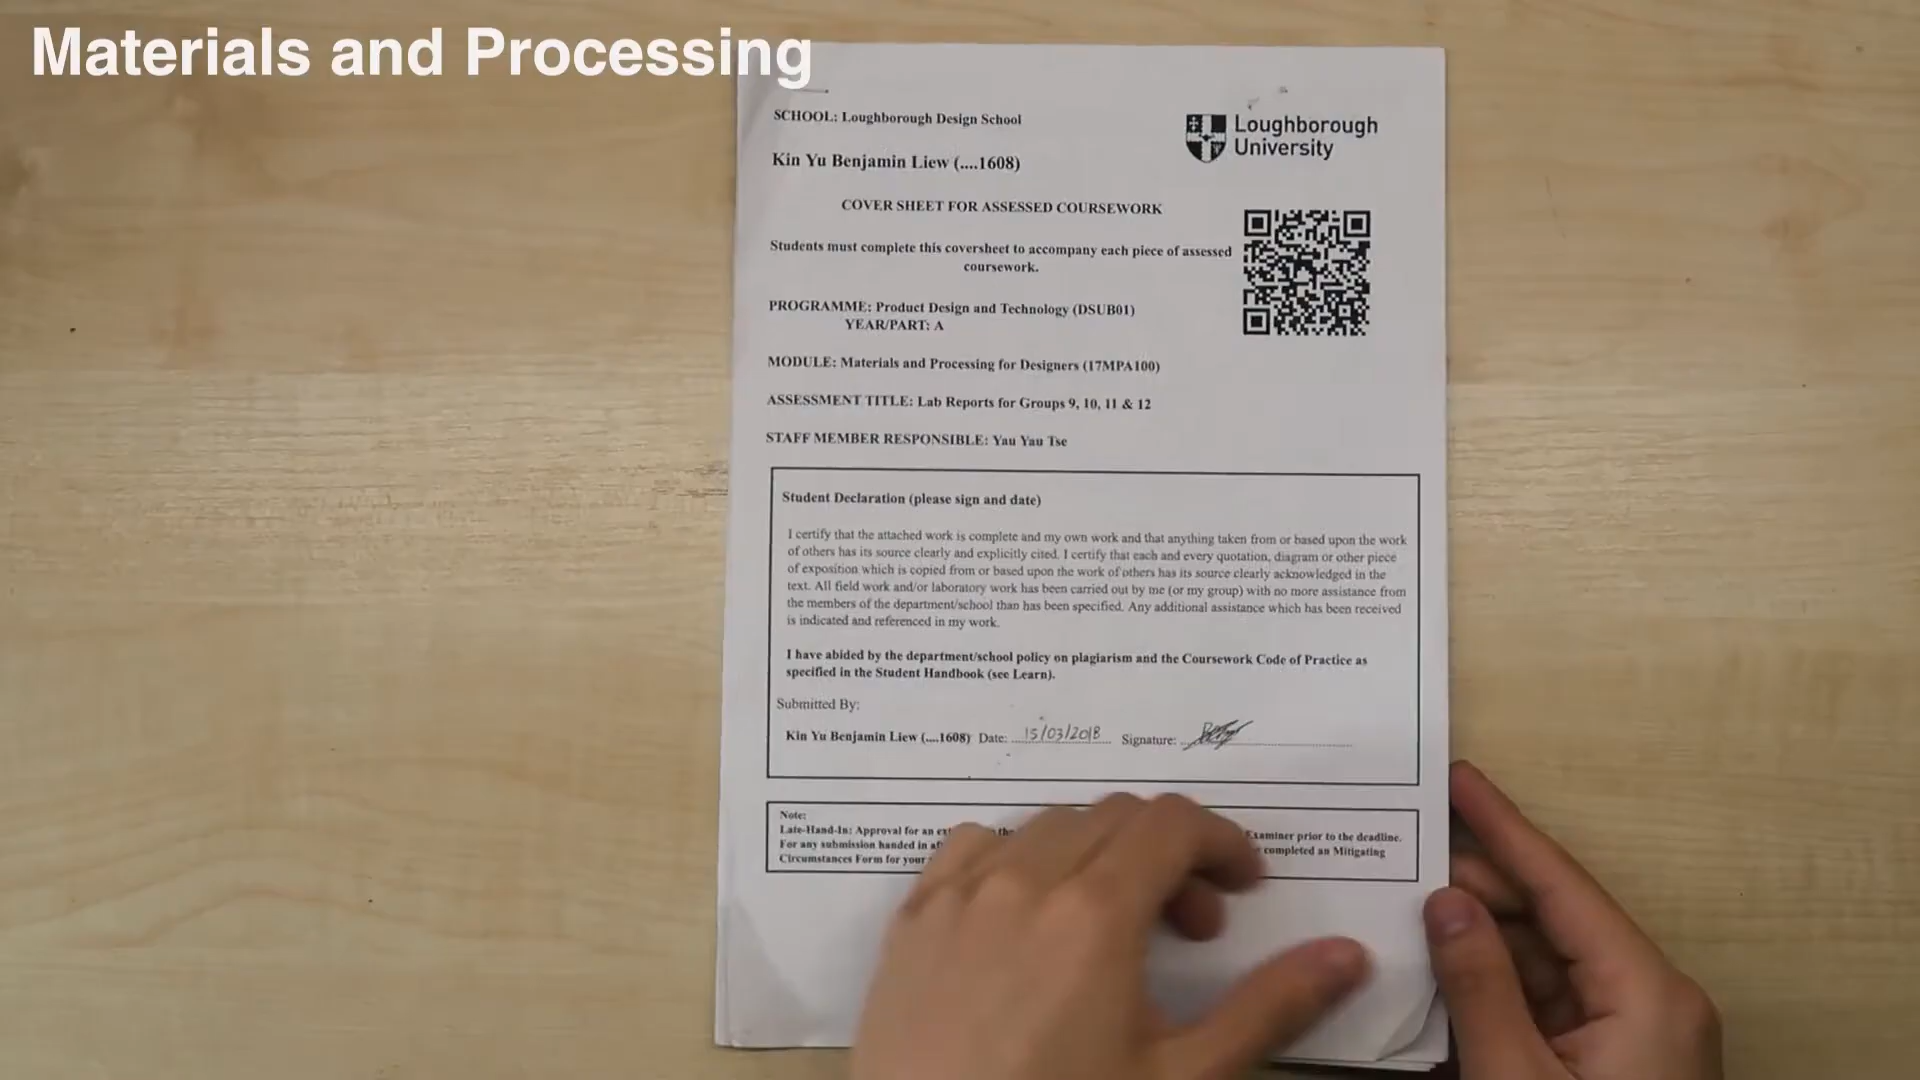 Materials and Processing
SCHOOL: Loughborough Design School
Loughborough
University
Kin Yu Benjamin Liew (....1608)
COVER SHEET FOR ASSESSED COURSEWORK
Students must complete this coversheet to accompany each piece of assessed
coursework.
PROGRAMME: Product Design and Technology (DSUB01)
YEAR/PART: A
MODULE: Materials and Processing for Designers (17MPA100)
ASSESSMENT TITLE: Lab Reports for Groups 9, 10, 11 & 12
STAFF MEMBER RESPONSIBLE: Yau Yau Tse
Student Declaration (please sign and date)
I certify that the attached work is complete and my own work and that anything taken from or based upon the work
of others has its source clearly and explicitly cited. I certify that each and every quotation, diagram or other piece
of exposition which is copied from or based upon the work of others has its source clearly acknowledged in the
text. All field work and/or laboratory work has been carried out by me (or my group) with no more assistance from
the members of the department/school than has been specified. Any additional assistance which has been received
is indicated and referenced in my work.
I have abided by the department/school policy on plagiarism and the Coursework Code of Practice as
specified in the Student Handbook (see Learn).
Submitted By:
Kin Yu Benjamin Liew (....1608) Date: 15/03/2018 Signature:
Note:
Late-Hand-In: Approval for an the Examiner prior to the deadline.
For any submission handed in completed an Mitigating
Circumstances Form for your